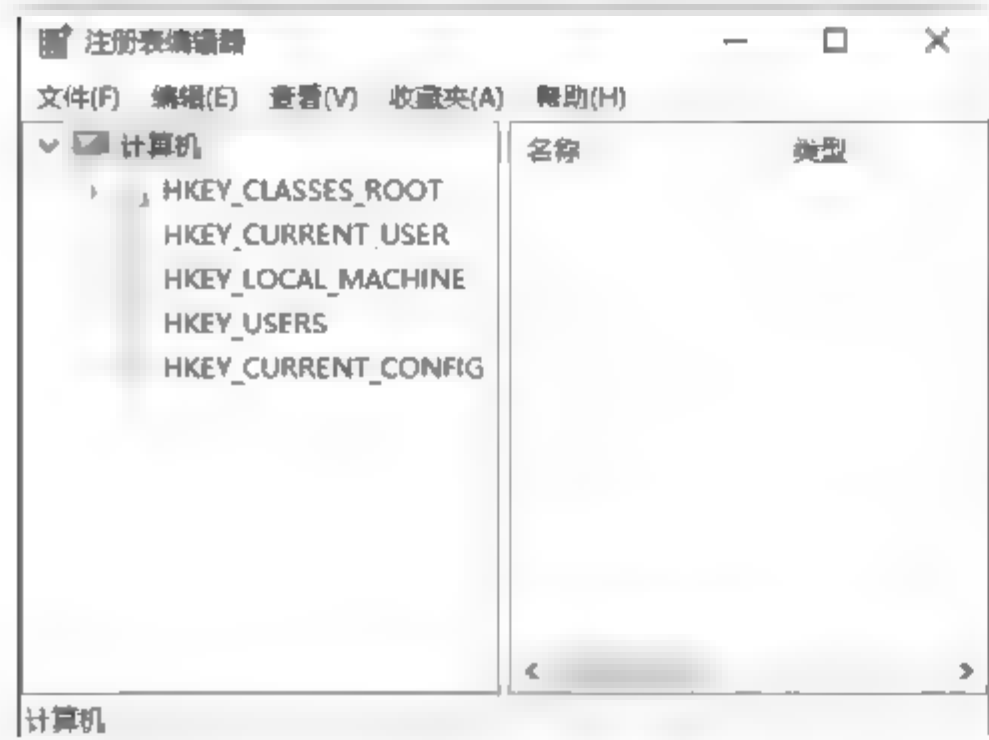 注册表编辑器
文件(F) 编辑(E) 查看(V) 收藏夹(A) 帮助(H)
计算机
名称 类型
HKEY_CLASSES_ROOT
HKEY_CURRENT_USER
HKEY_LOCAL_MACHINE
HKEY_USERS
HKEY_CURRENT_CONFIG
计算机